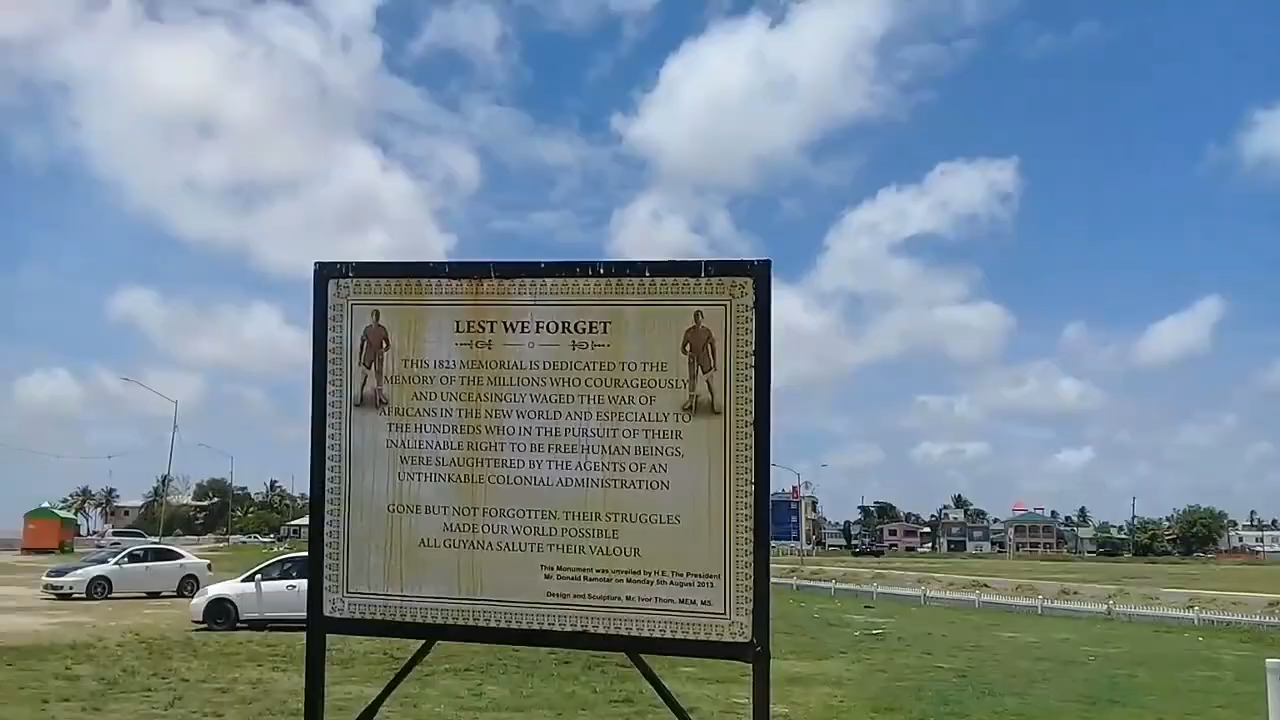 LEST WE FORGET
THIS 1823 MEMORIAL IS DEDICATED TO THE
MEMORY OF THE MILLIONS WHO COURAGEOUSLY
AND UNCEASINGLY WAGED THE WAR OF
AFRICANS IN THE NEW WORLD AND ESPECIALLY TO
THE HUNDREDS WHO IN THE PURSUIT OF THEIR
INALIENABLE RIGHT TO BE FREE HUMAN BEINGS,
WERE SLAUGHTERED BY THE AGENTS OF AN
UNTHINKABLE COLONIAL ADMINISTRATION
GONE BUT NOT FORGOTTEN. THEIR STRUGGLES
MADE OUR WORLD POSSIBLE
ALL GUYANA SALUTE THEIR VALOUR
This Monument was unveiled by H.E. The President
Mr. Donald Ramotar on Monday 5th August 2013.
Design and Sculpture, Mr. Ivor Thom. MEM, MS.